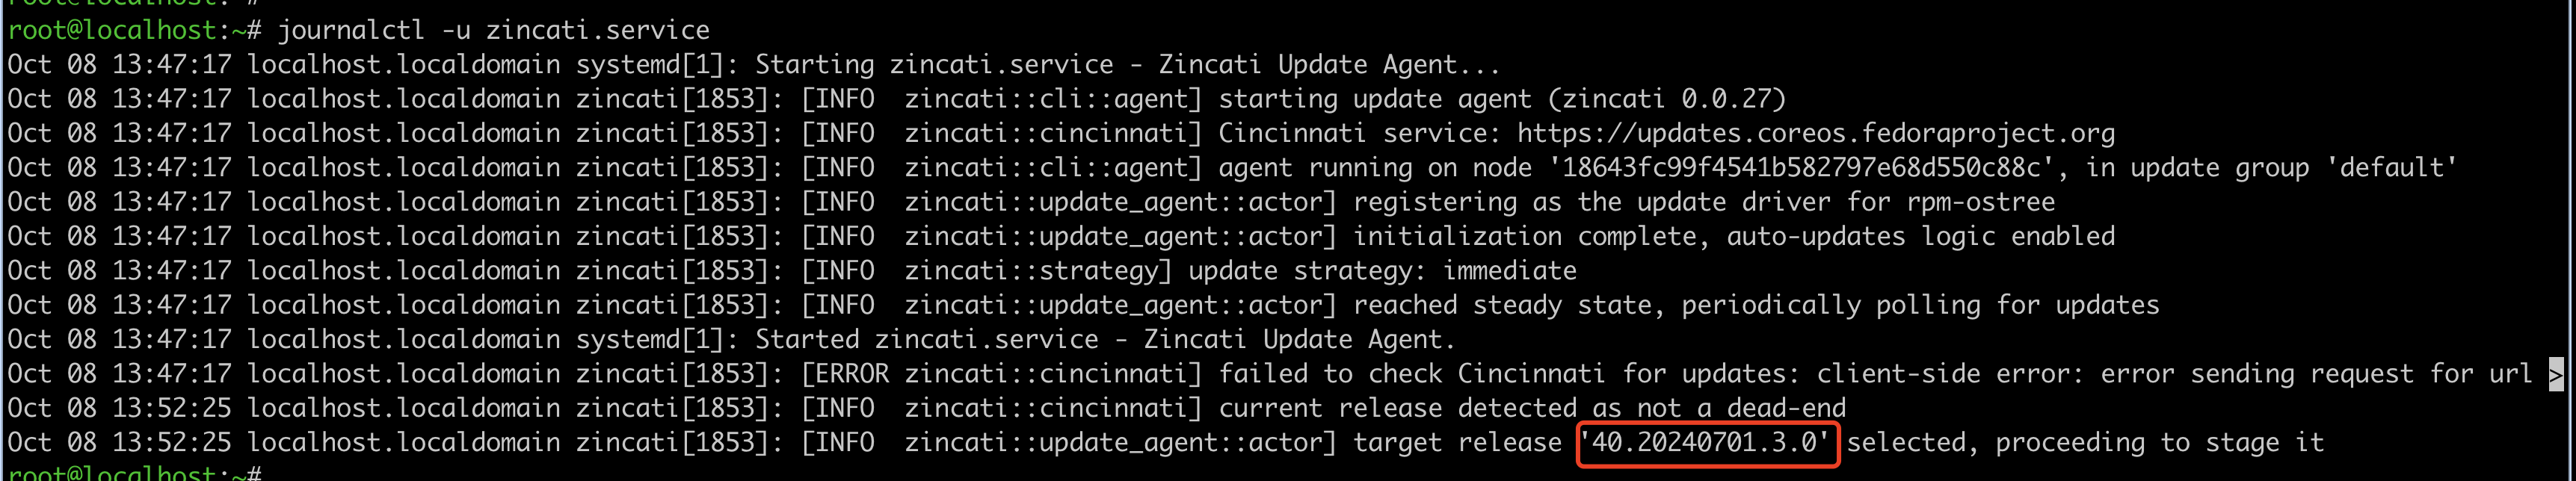 root@localhost:~#
root@localhost:~# journalctl -u zincati.service
Oct 08 13:47:17 localhost.localdomain systemd[1]: Starting zincati.service - Zincati Update Agent...
Oct 08 13:47:17 localhost.localdomain zincati[1853]: [INFO  zincati::cli::agent] starting update agent (zincati 0.0.27)
Oct 08 13:47:17 localhost.localdomain zincati[1853]: [INFO  zincati::cincinnati] Cincinnati service: https://updates.coreos.fedoraproject.org
Oct 08 13:47:17 localhost.localdomain zincati[1853]: [INFO  zincati::cli::agent] agent running on node '18643fc99f4541b582797e68d550c88c', in update group 'default'
Oct 08 13:47:17 localhost.localdomain zincati[1853]: [INFO  zincati::update_agent::actor] registering as the update driver for rpm-ostree
Oct 08 13:47:17 localhost.localdomain zincati[1853]: [INFO  zincati::update_agent::actor] initialization complete, auto-updates logic enabled
Oct 08 13:47:17 localhost.localdomain zincati[1853]: [INFO  zincati::strategy] update strategy: immediate
Oct 08 13:47:17 localhost.localdomain zincati[1853]: [INFO  zincati::update_agent::actor] reached steady state, periodically polling for updates
Oct 08 13:47:17 localhost.localdomain systemd[1]: Started zincati.service - Zincati Update Agent.
Oct 08 13:47:17 localhost.localdomain zincati[1853]: [ERROR zincati::cincinnati] failed to check Cincinnati for updates: client-side error: error sending request for url >
Oct 08 13:52:25 localhost.localdomain zincati[1853]: [INFO  zincati::cincinnati] current release detected as not a dead-end
Oct 08 13:52:25 localhost.localdomain zincati[1853]: [INFO  zincati::update_agent::actor] target release '40.20240701.3.0' selected, proceeding to stage it
root@localhost:~#